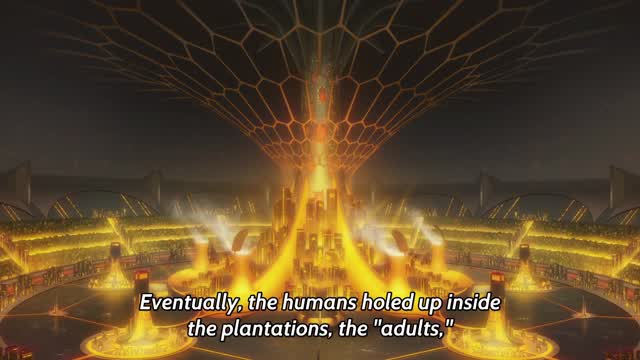 Eventually, the humans holed up inside
the plantations, the "adults,"